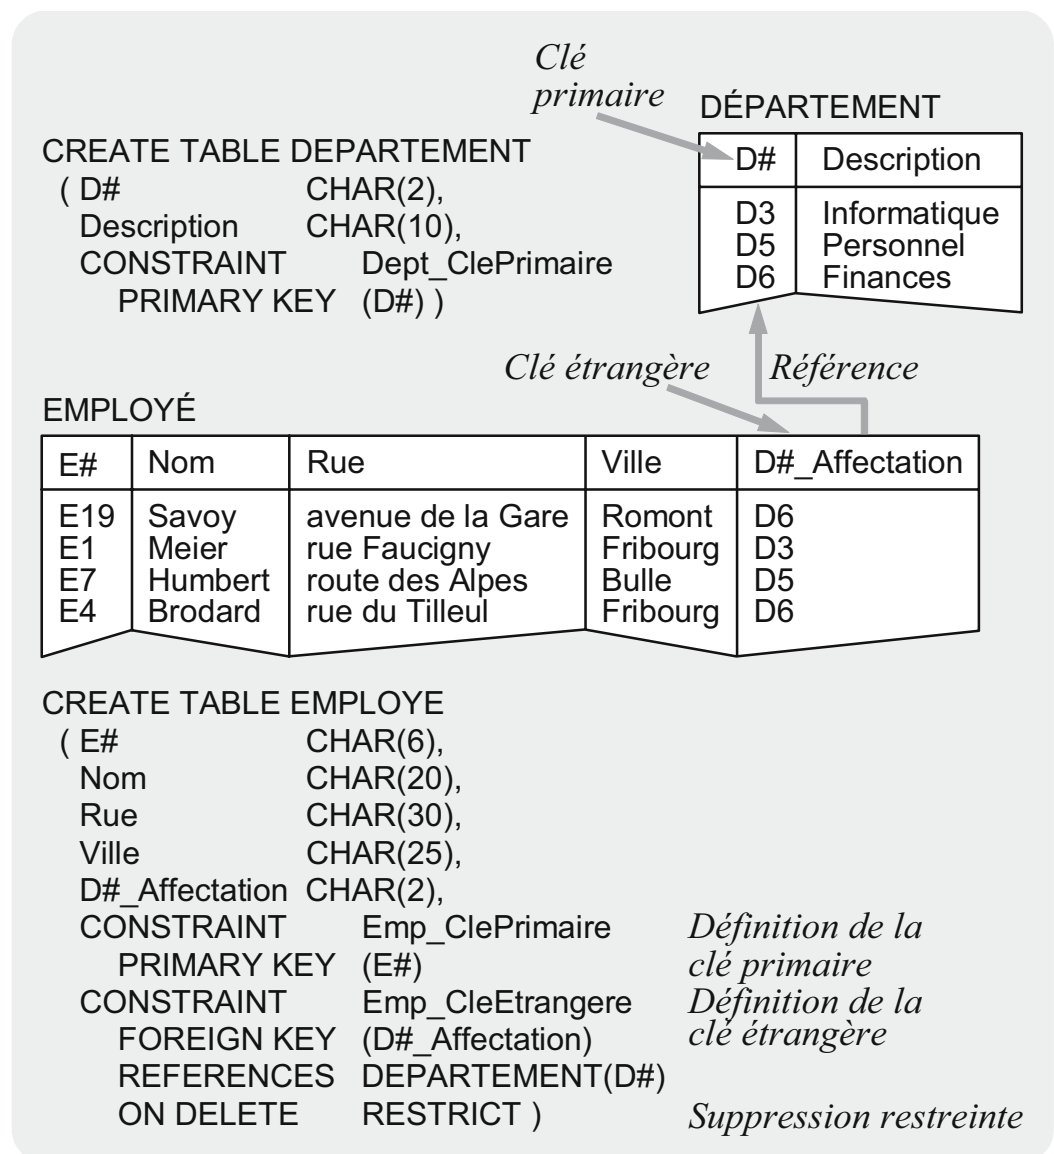 Clé
primaire
DÉPARTEMENT
CREATE TABLE DEPARTEMENT
( D# CHAR(2),
Description CHAR(10),
CONSTRAINT Dept_ClePrimaire
PRIMARY KEY (D#) )
D# Description
D3 Informatique
D5 Personnel
D6 Finances
Clé étrangère
Référence
EMPLOYÉ
E# Nom Rue Ville D#_Affectation
E19 Savoy avenue de la Gare Romont D6
E1 Meier rue Faucigny Fribourg D3
E7 Humbert route des Alpes Bulle D5
E4 Brodard rue du Tilleul Fribourg D6
CREATE TABLE EMPLOYE
( E# CHAR(6),
Nom CHAR(20),
Rue CHAR(30),
Ville CHAR(25),
D#_Affectation CHAR(2),
CONSTRAINT Emp_ClePrimaire Définition de la
PRIMARY KEY (E#) clé primaire
CONSTRAINT Emp_CleEtrangere Définition de la
FOREIGN KEY (D#_Affectation) clé étrangère
REFERENCES DEPARTEMENT(D#)
ON DELETE RESTRICT ) Suppression restreinte